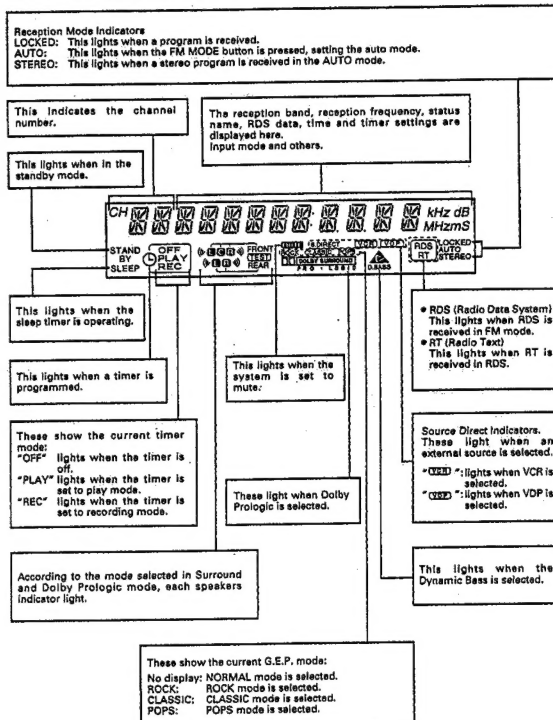 Reception Mode Indicators
LOCKED: This lights when a program is received.
AUTO: This lights when the FM MODE button is pressed, setting the auto mode.
STEREO: This lights when a stereo program is received in the AUTO mode.
This indicates the channel
number.
The reception band, reception frequency, status
name, RDS data, time and timer settings are
displayed here.
Input mode and others.
This lights when in the
standby mode.
CH
kHz dB
MHzmS
STAND
BY
SLEEP
OFF
PLAY
REC
FRONT
TEST
REAR
S.DIRECT
VCR
VDP
CLASSIC
DOLBY SURROUND
PRO · LOGIC
D.BASS
RDS
RT
LOCKED
AUTO
STEREO
This lights when the
sleep timer is operating.
This lights when a timer is
programmed.
This lights when the
system is set to
mute.
• RDS (Radio Data System)
This lights when RDS is
received in FM mode.
• RT (Radio Text)
This lights when RT is
received in RDS.
These show the current timer
mode:
"OFF" lights when the timer is
off.
"PLAY" lights when the timer is
set to play mode.
"REC" lights when the timer is
set to recording mode.
These light when Dolby
Prologic is selected.
Source Direct Indicators.
These light when an
external source is selected.
"VCR": lights when VCR is
selected.
"VDP": lights when VDP is
selected.
According to the mode selected in Surround
and Dolby Prologic mode, each speakers
indicator light.
This lights when the
Dynamic Bass is selected.
These show the current G.E.P. mode:
No display: NORMAL mode is selected.
ROCK: ROCK mode is selected.
CLASSIC: CLASSIC mode is selected.
POPS: POPS mode is selected.